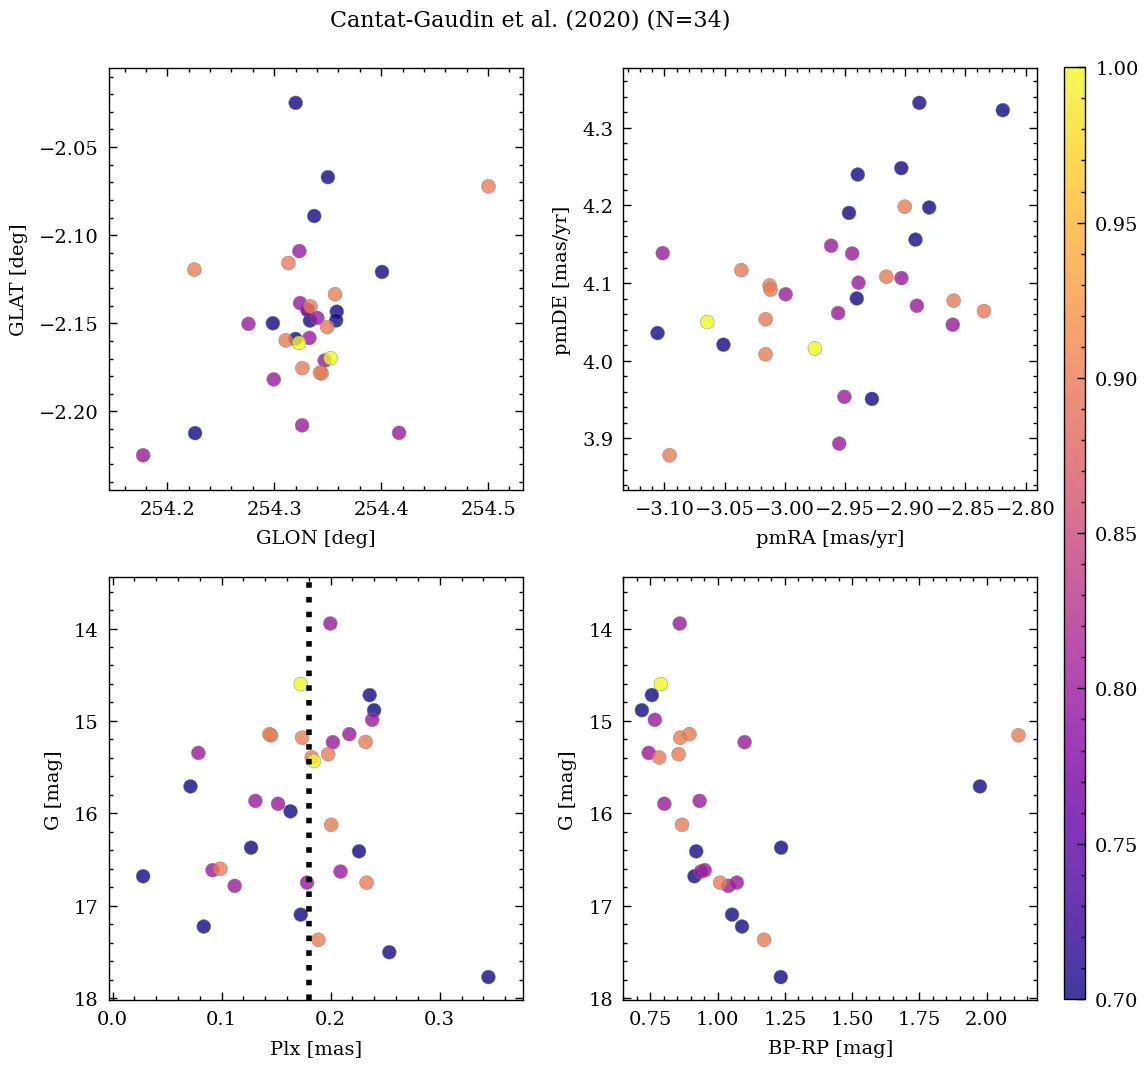 Cantat-Gaudin et al. (2020) (N=34)
−2.05
−2.10
−2.15
−2.20
GLAT [deg]
254.2 254.3 254.4 254.5
GLON [deg]
4.3
4.2
4.1
4.0
3.9
pmDE [mas/yr]
−3.10 −3.05 −3.00 −2.95 −2.90 −2.85 −2.80
pmRA [mas/yr]
14
15
16
17
18
G [mag]
0.0 0.1 0.2 0.3
Plx [mas]
14
15
16
17
18
G [mag]
0.75 1.00 1.25 1.50 1.75 2.00
BP-RP [mag]
1.00
0.95
0.90
0.85
0.80
0.75
0.70